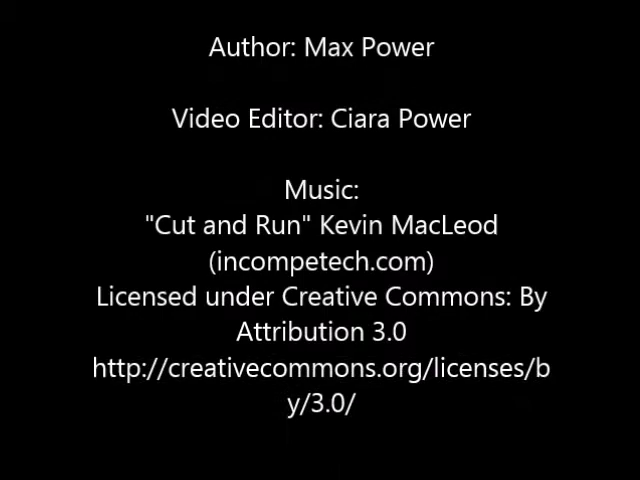 Author: Max Power
Video Editor: Ciara Power
Music:
"Cut and Run" Kevin MacLeod
(incompetech.com)
Licensed under Creative Commons: By
Attribution 3.0
http://creativecommons.org/licenses/b
y/3.0/